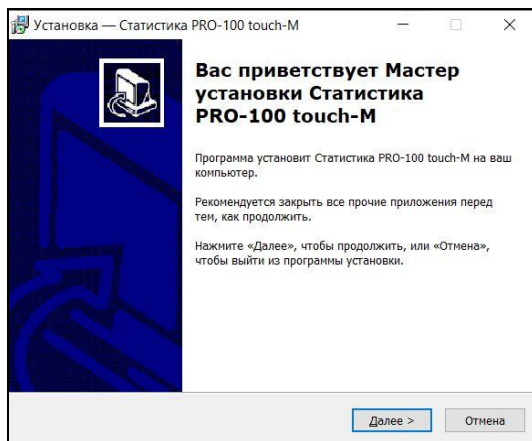 Установка — Статистика PRO-100 touch-M
Вас приветствует Мастер
установки Статистика
PRO-100 touch-M
Программа установит Статистика PRO-100 touch-M на ваш
компьютер.
Рекомендуется закрыть все прочие приложения перед
тем, как продолжить.
Нажмите «Далее», чтобы продолжить, или «Отмена»,
чтобы выйти из программы установки.
Далее >
Отмена